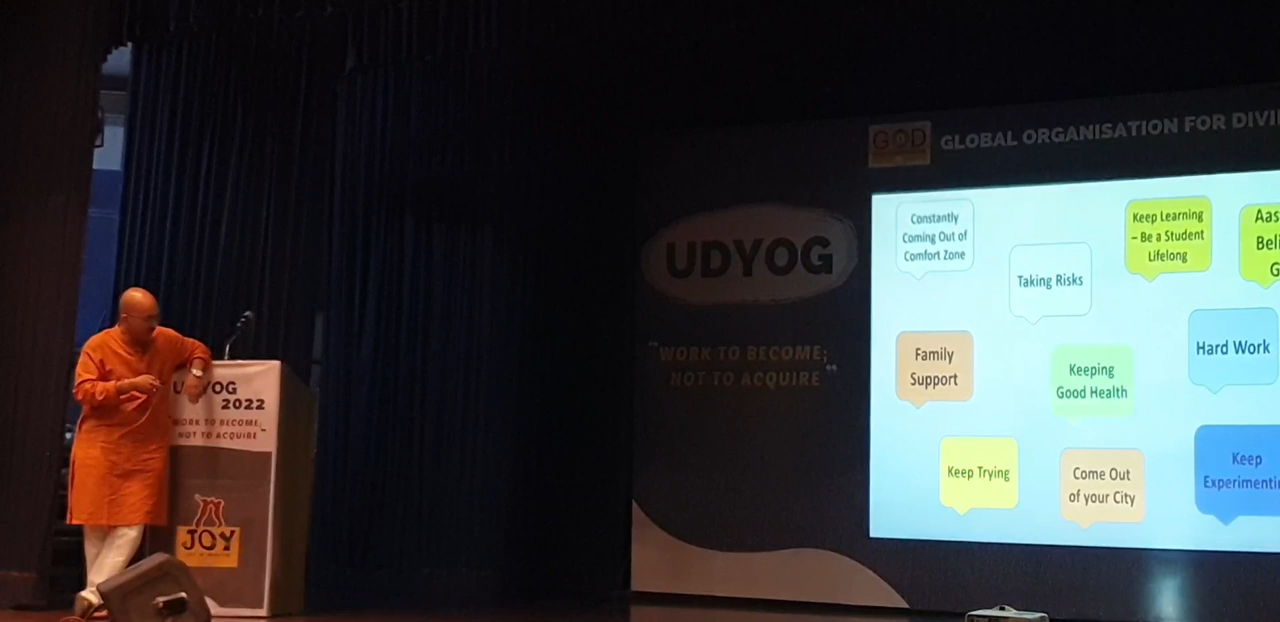 GOD GLOBAL ORGANISATION FOR
UDYOG
"WORK TO BECOME;
NOT TO ACQUIRE"
Constantly
Coming Out of
Comfort Zone
Taking Risks
Keep Learning
– Be a Student
Lifelong
Family
Support
Keeping
Good Health
Hard Work
Keep Trying
Come Out
of your City
Keep
UDYOG
2022
"WORK TO BECOME;
NOT TO ACQUIRE"
JOY